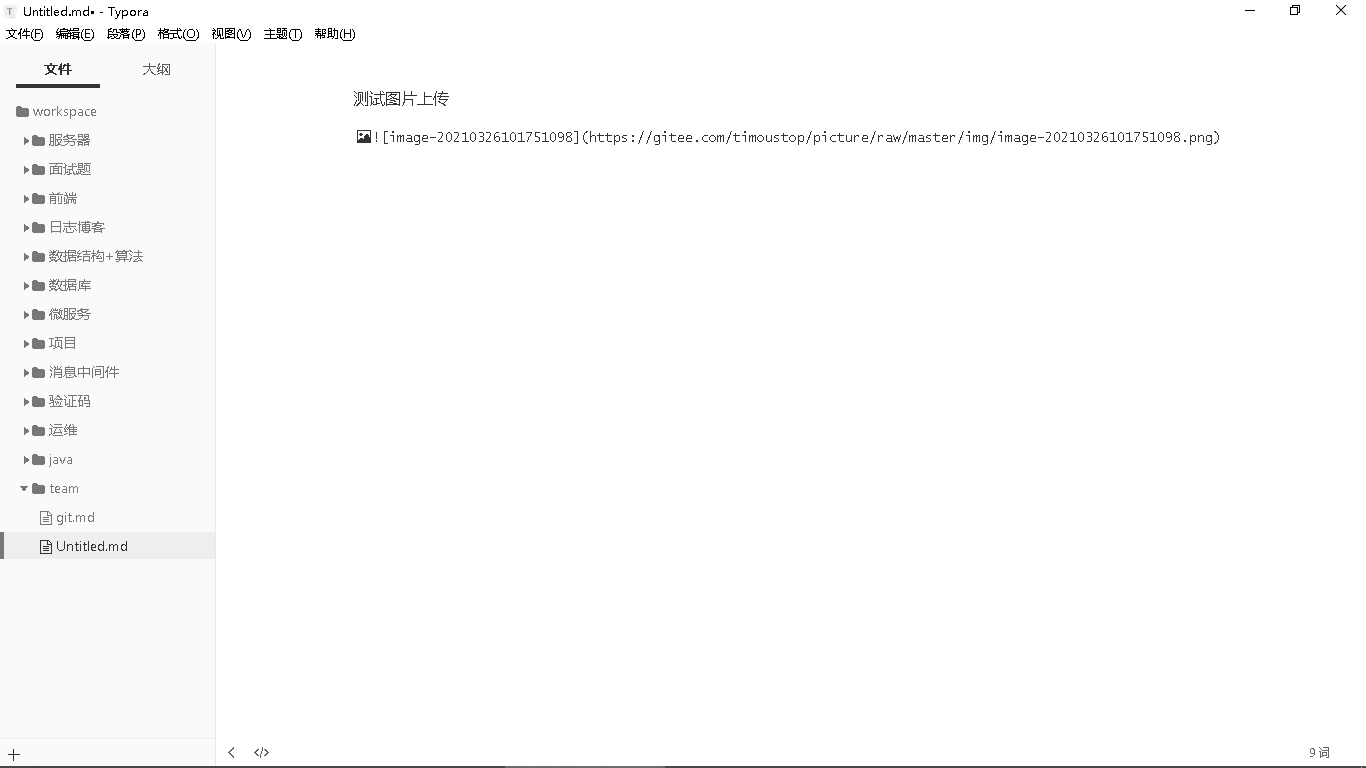 Untitled.md• - Typora
文件(F) 编辑(E) 段落(P) 格式(O) 视图(V) 主题(T) 帮助(H)
文件 大纲
workspace
服务器
面试题
前端
日志博客
数据结构+算法
数据库
微服务
项目
消息中间件
验证码
运维
java
team
git.md
Untitled.md
测试图片上传
![image-20210326101751098](https://gitee.com/timoustop/picture/raw/master/img/image-20210326101751098.png)
9 词